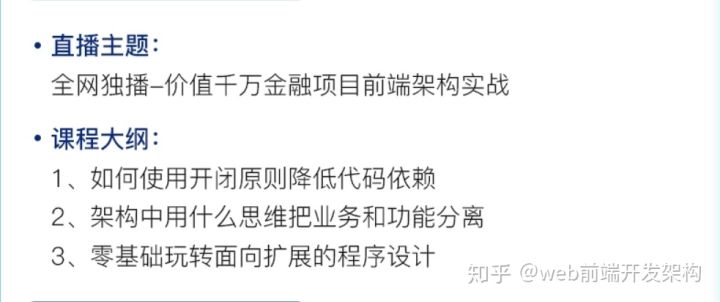 • 直播主题：
全网独播-价值千万金融项目前端架构实战
• 课程大纲：
1、如何使用开闭原则降低代码依赖
2、架构中用什么思维把业务和功能分离
3、零基础玩转面向扩展的程序设计
知乎 @web前端开发架构